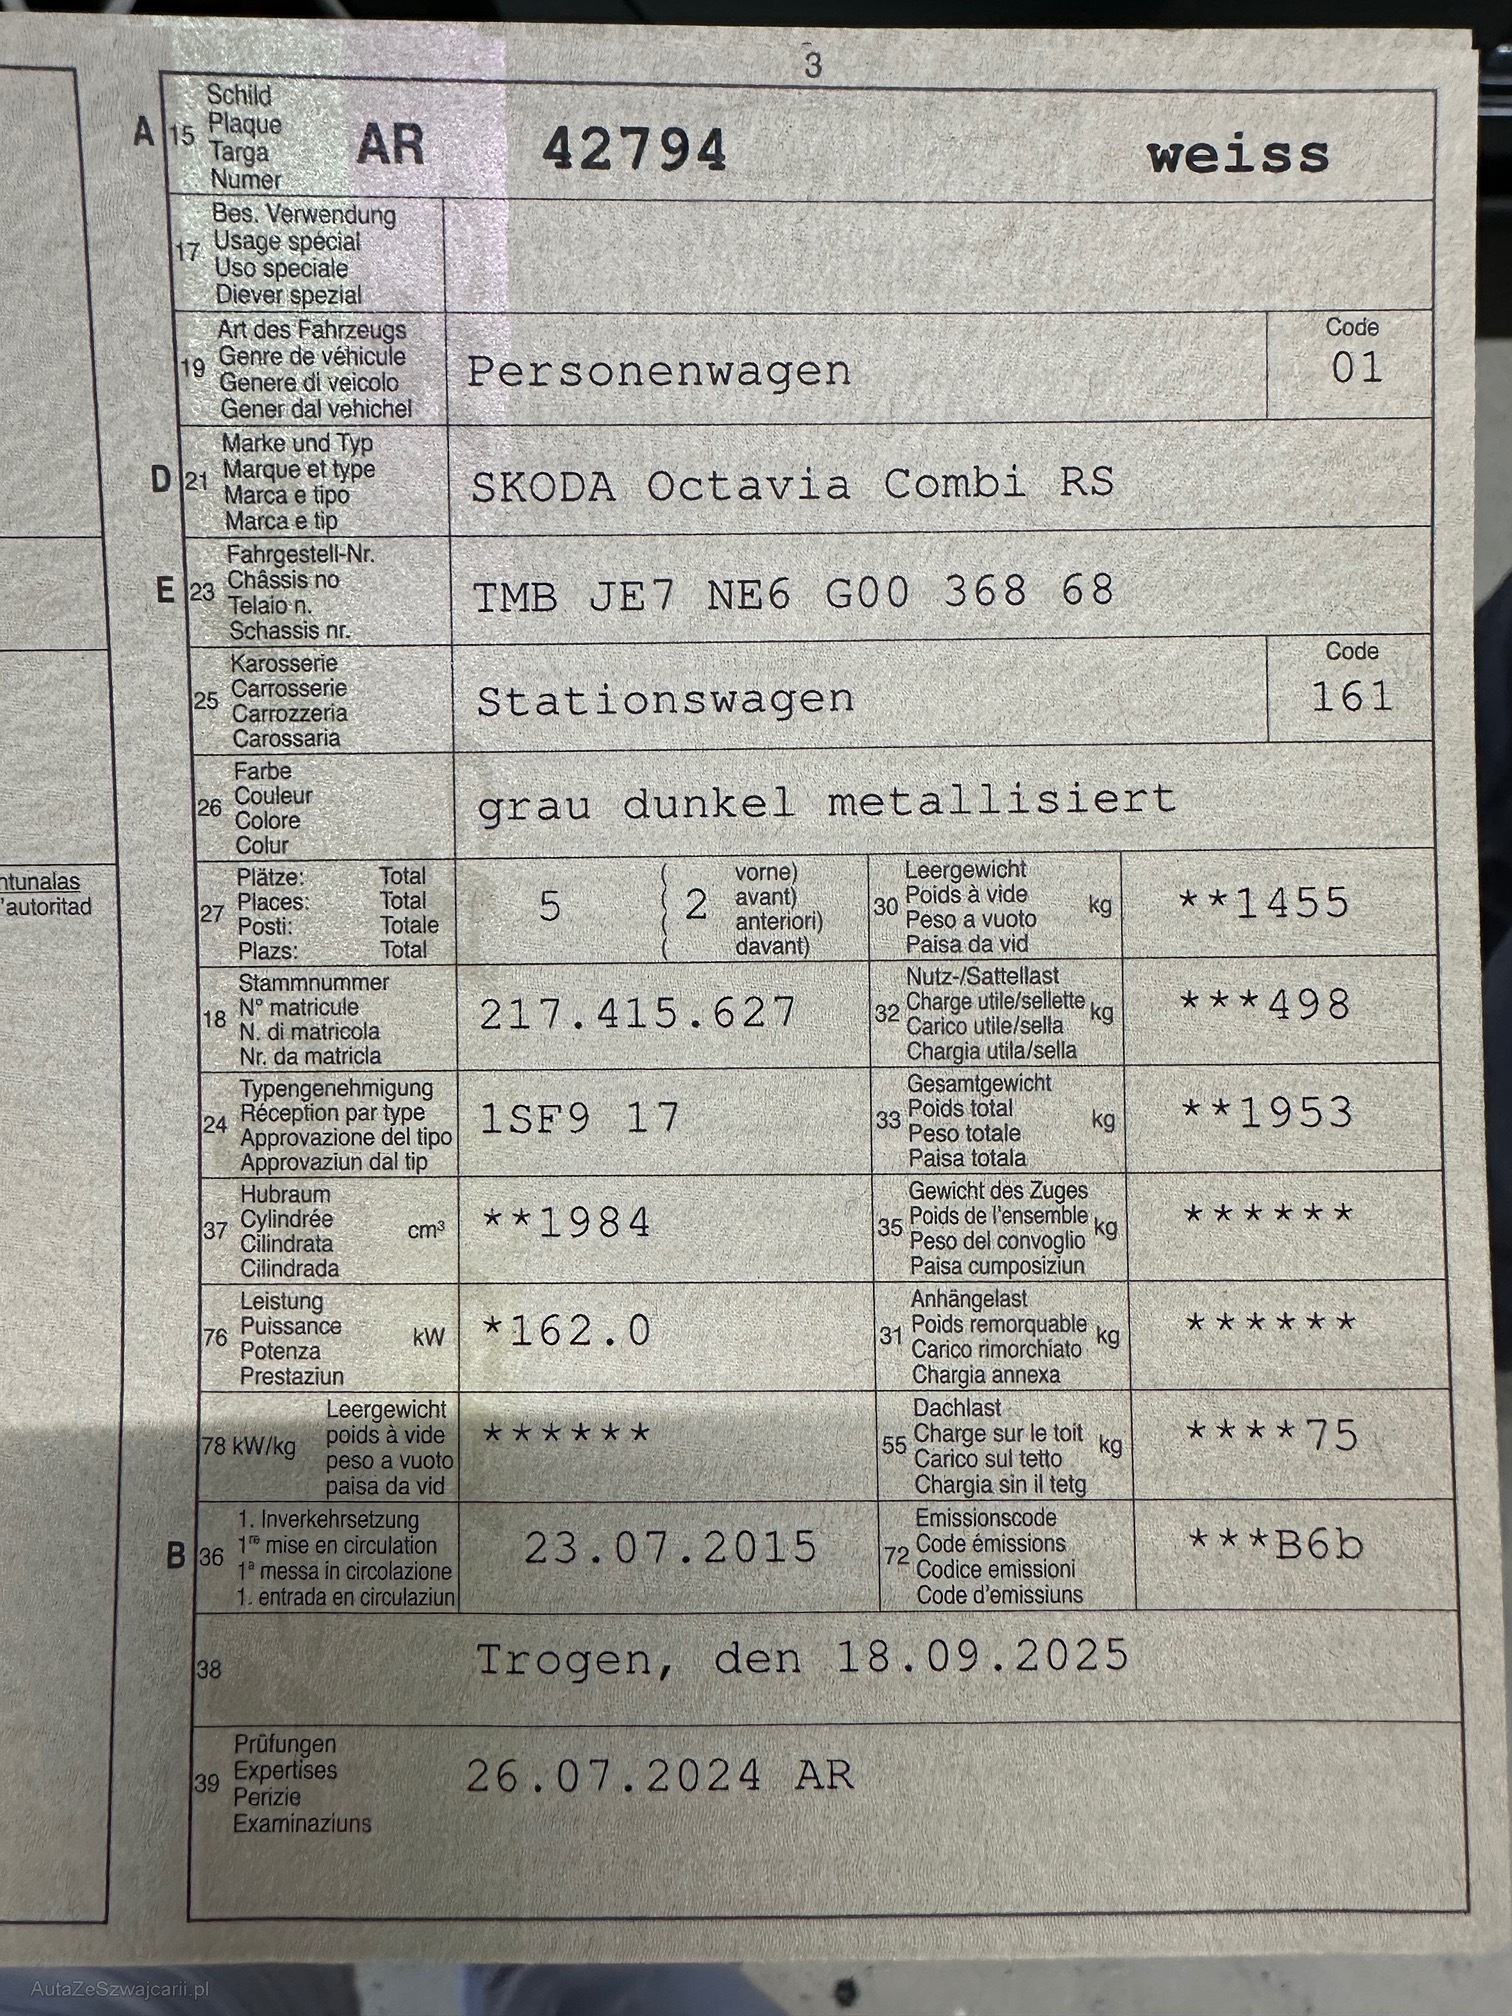 3
A 15 Schild
Plaque
Targa
Numer
AR 42794 weiss
17 Bes. Verwendung
Usage spécial
Uso speciale
Diever spezial
19 Art des Fahrzeugs
Genre de véhicule
Genere di veicolo
Gener dal vehichel
Personenwagen
Code
01
D 21 Marke und Typ
Marque et type
Marca e tipo
Marca e tip
SKODA Octavia Combi RS
E 23 Fahrgestell-Nr.
Châssis no
Telaio n.
Schassis nr.
TMB JE7 NE6 G00 368 68
25 Karosserie
Carrosserie
Carrozzeria
Carossaria
Stationswagen
Code
161
26 Farbe
Couleur
Colore
Colur
grau dunkel metallisiert
ntunalas
'autoritad
27 Plätze: Total
Places: Total
Posti: Totale
Plazs: Total
5 ( 2 vorne)
( avant)
( anteriori)
( davant)
30 Leergewicht
Poids à vide
Peso a vuoto
Paisa da vid
kg **1455
18 Stammnummer
N° matricule
N. di matricola
Nr. da matricla
217.415.627
32 Nutz-/Sattellast
Charge utile/sellette
Carico utile/sella
Chargia utila/sella
kg ***498
24 Typengenehmigung
Réception par type
Approvazione del tipo
Approvaziun dal tip
1SF9 17
33 Gesamtgewicht
Poids total
Peso totale
Paisa totala
kg **1953
37 Hubraum
Cylindrée
Cilindrata
Cilindrada
cm³ **1984
35 Gewicht des Zuges
Poids de l'ensemble
Peso del convoglio
Paisa cumposiziun
kg ******
76 Leistung
Puissance
Potenza
Prestaziun
kW *162.0
31 Anhängelast
Poids remorquable
Carico rimorchiato
Chargia annexa
kg ******
78 kW/kg Leergewicht
poids à vide
peso a vuoto
paisa da vid
******
55 Dachlast
Charge sur le toit
Carico sul tetto
Chargia sin il tetg
kg ****75
B 36 1. Inverkehrsetzung
1re mise en circulation
1a messa in circolazione
1. entrada en circulaziun
23.07.2015
72 Emissionscode
Code émissions
Codice emissioni
Code d'emissiuns
***B6b
38 Trogen, den 18.09.2025
39 Prüfungen
Expertises
Perizie
Examinaziuns
26.07.2024 AR
AutaZeSzwajcarii.pl